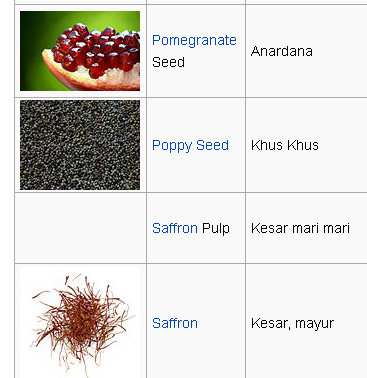 Pomegranate
Seed
Anardana
Poppy Seed
Khus Khus
Saffron Pulp
Kesar mari mari
Saffron
Kesar, mayur